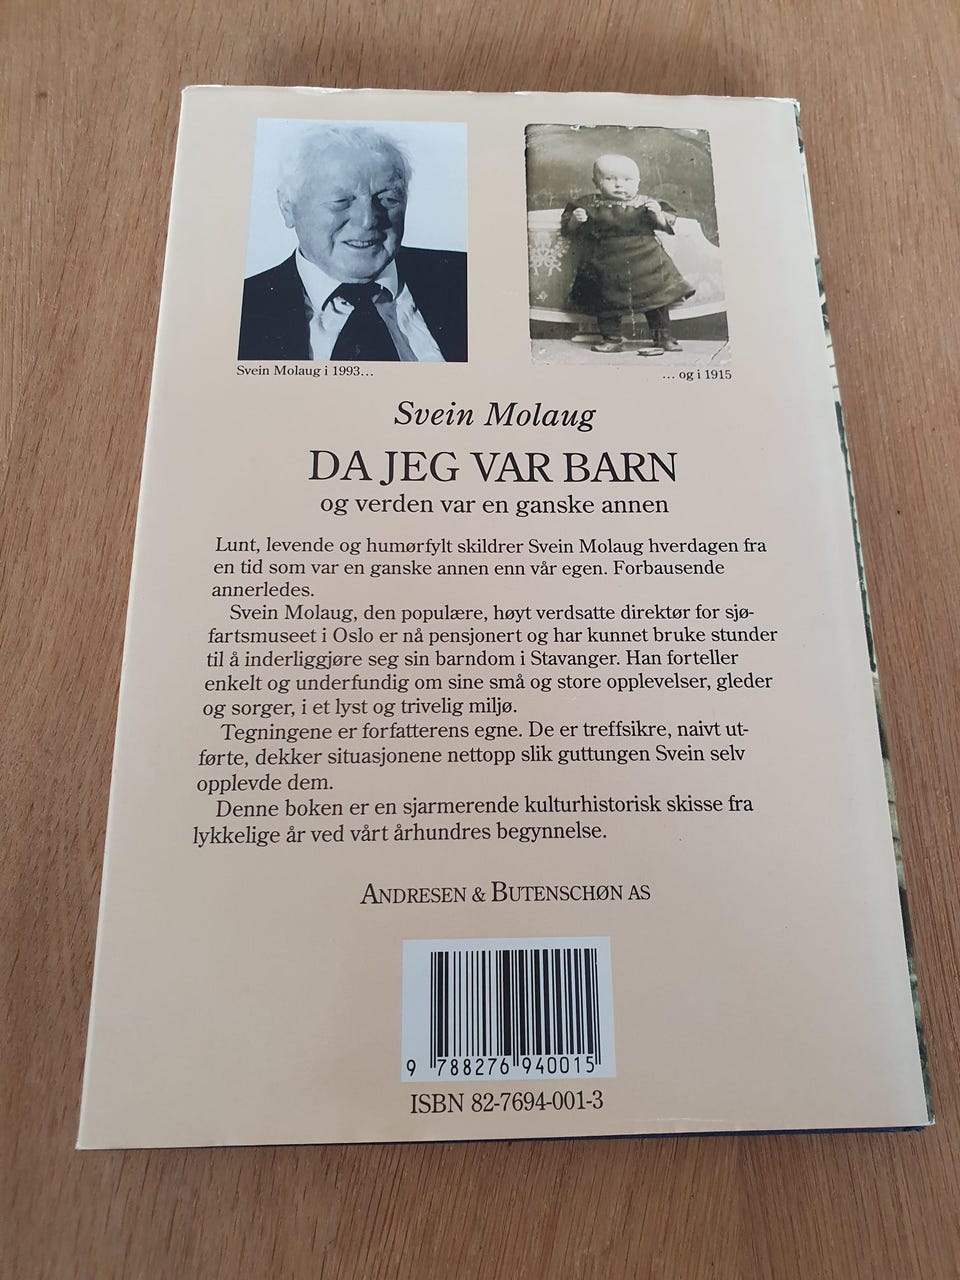 Svein Molaug i 1993...
... og i 1915
Svein Molaug
DA JEG VAR BARN
og verden var en ganske annen
Lunt, levende og humørfylt skildrer Svein Molaug hverdagen fra
en tid som var en ganske annen enn vår egen. Forbausende
annerledes.
Svein Molaug, den populære, høyt verdsatte direktør for sjø-
fartsmuseet i Oslo er nå pensjonert og har kunnet bruke stunder
til å inderliggjøre seg sin barndom i Stavanger. Han forteller
enkelt og underfundig om sine små og store opplevelser, gleder
og sorger, i et lyst og trivelig miljø.
Tegningene er forfatterens egne. De er treffsikre, naivt ut-
førte, dekker situasjonene nettopp slik guttungen Svein selv
opplevde dem.
Denne boken er en sjarmerende kulturhistorisk skisse fra
lykkelige år ved vårt århundres begynnelse.
ANDRESEN & BUTENSCHØN AS
9 788276 940015
ISBN 82-7694-001-3